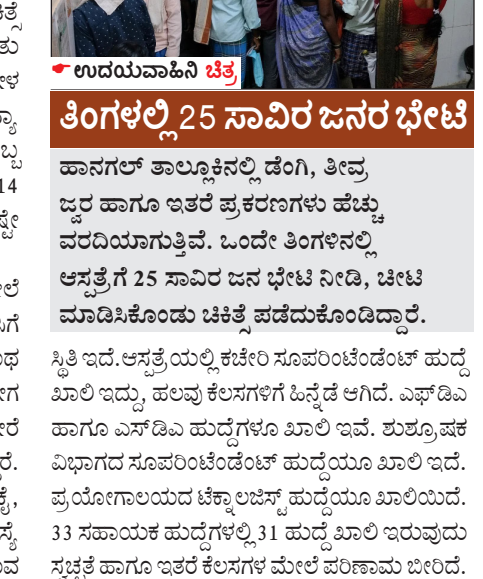 ಕಿತ್ಸೆ
ತು
ಳ
ಬ್ಬ
14
ಷ್ಟೇ
ಲೆ
ಗೆ
ಥ
ಗ
ರೆ
ರೆ.
ಕೈ,
ಸ್ಯೆ
ವ
ಉದಯವಾಹಿನಿ ಚಿತ್ರ
ತಿಂಗಳಲ್ಲಿ 25 ಸಾವಿರ ಜನರ ಭೇಟಿ
ಹಾನಗಲ್ ತಾಲ್ಲೂಕಿನಲ್ಲಿ ಡೆಂಗಿ, ತೀವ್ರ
ಜ್ವರ ಹಾಗೂ ಇತರೆ ಪ್ರಕರಣಗಳು ಹೆಚ್ಚು
ವರದಿಯಾಗುತ್ತಿವೆ. ಒಂದೇ ತಿಂಗಳಿನಲ್ಲಿ
ಆಸ್ಪತ್ರೆಗೆ 25 ಸಾವಿರ ಜನ ಭೇಟಿ ನೀಡಿ, ಚೀಟಿ
ಮಾಡಿಸಿಕೊಂಡು ಚಿಕಿತ್ಸೆ ಪಡೆದುಕೊಂಡಿದ್ದಾರೆ.
ಸ್ಥಿತಿ ಇದೆ.ಆಸ್ಪತ್ರೆಯಲ್ಲಿ ಕಚೇರಿ ಸೂಪರಿಂಟೆಂಡೆಂಟ್ ಹುದ್ದೆ
ಖಾಲಿ ಇದ್ದು, ಹಲವು ಕೆಲಸಗಳಿಗೆ ಹಿನ್ನೆಡೆ ಆಗಿದೆ. ಎಫ್‌ಡಿಎ
ಹಾಗೂ ಎಸ್‌ಡಿಎ ಹುದ್ದೆಗಳೂ ಖಾಲಿ ಇವೆ. ಶುಶ್ರೂಷಕ
ವಿಭಾಗದ ಸೂಪರಿಂಟೆಂಡೆಂಟ್ ಹುದ್ದೆಯೂ ಖಾಲಿ ಇದೆ.
ಪ್ರಯೋಗಾಲಯದ ಟೆಕ್ನಾಲಜಿಸ್ಟ್ ಹುದ್ದೆಯೂ ಖಾಲಿಯಿದೆ.
33 ಸಹಾಯಕ ಹುದ್ದೆಗಳಲ್ಲಿ 31 ಹುದ್ದೆ ಖಾಲಿ ಇರುವುದು
ಸ್ವಚ್ಛತೆ ಹಾಗೂ ಇತರೆ ಕೆಲಸಗಳ ಮೇಲೆ ಪರಿಣಾಮ ಬೀರಿದೆ.